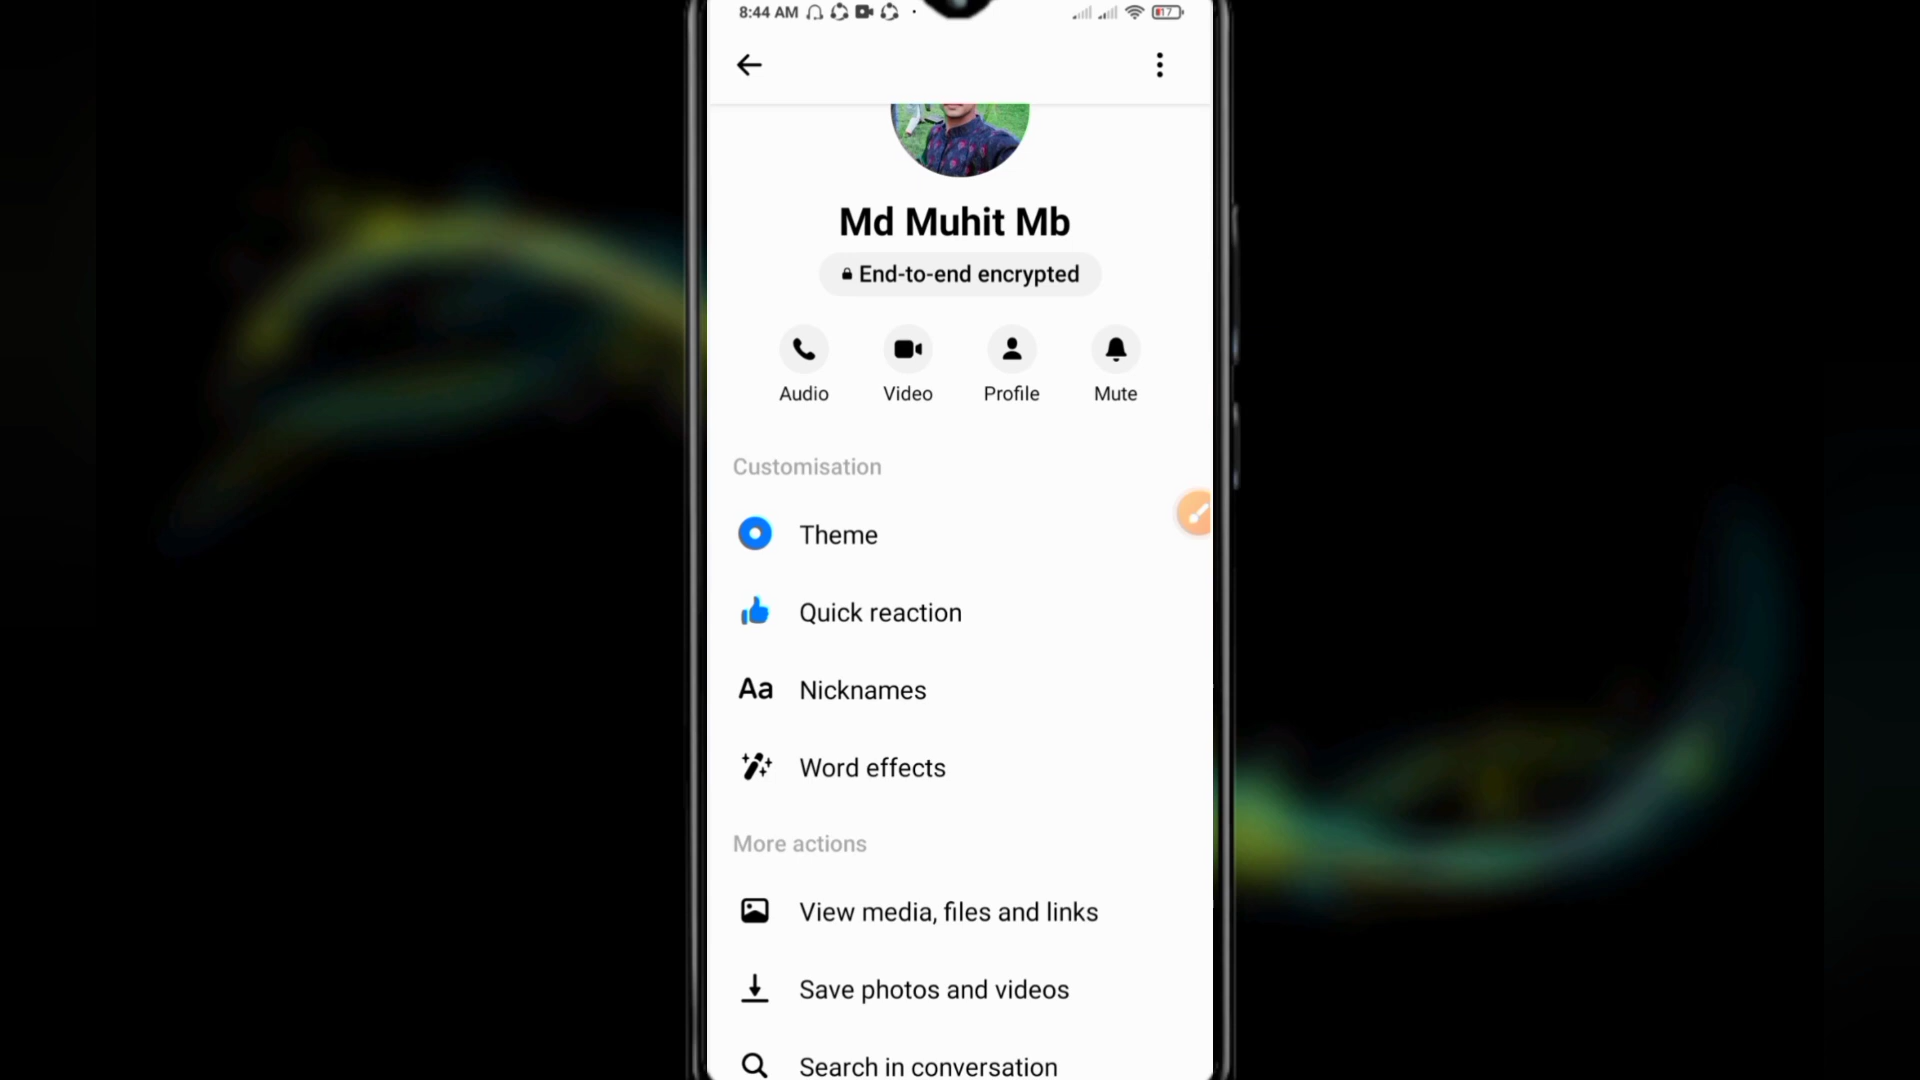 8:44 AM
17
Md Muhit Mb
End-to-end encrypted
Audio
Video
Profile
Mute
Customisation
Theme
Quick reaction
Aa Nicknames
Word effects
More actions
View media, files and links
Save photos and videos
Search in conversation